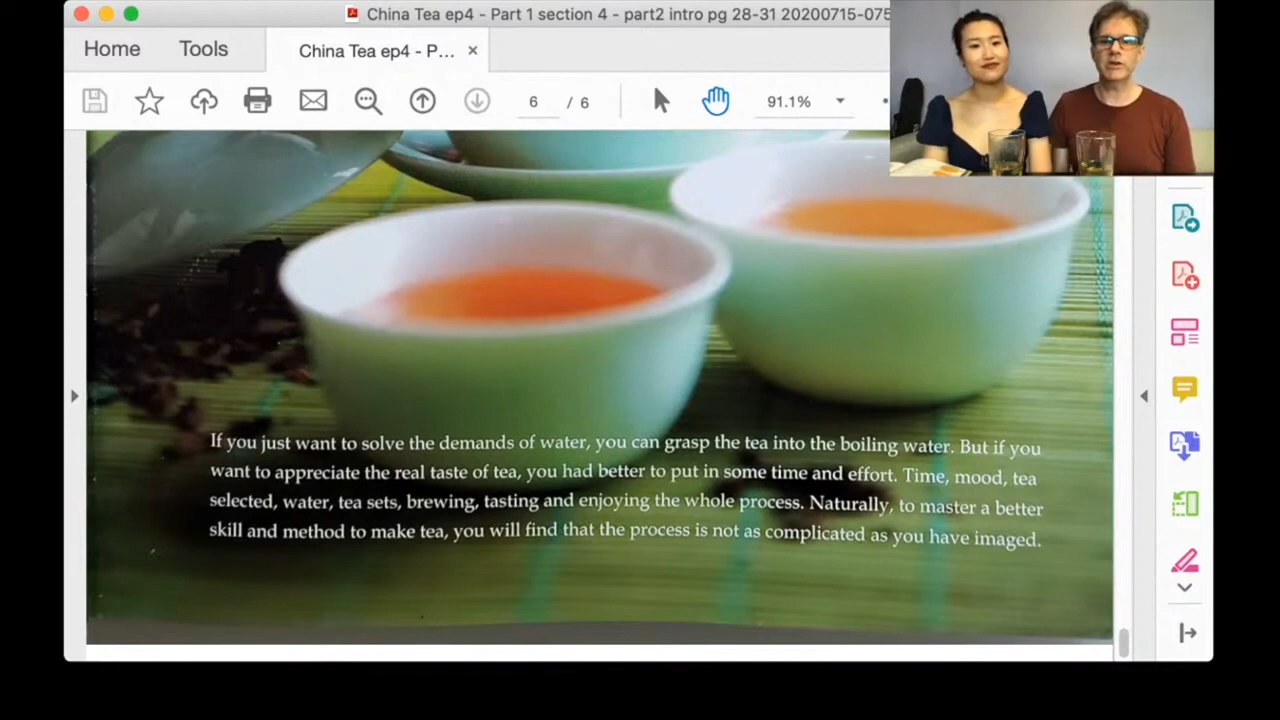 China Tea ep4 - Part 1 section 4 - part2 intro pg 28-31 20200715-075
Home
Tools
China Tea ep4 - P...
6 / 6
91.1%
If you just want to solve the demands of water, you can grasp the tea into the boiling water. But if you
want to appreciate the real taste of tea, you had better to put in some time and effort. Time, mood, tea
selected, water, tea sets, brewing, tasting and enjoying the whole process. Naturally, to master a better
skill and method to make tea, you will find that the process is not as complicated as you have imaged.